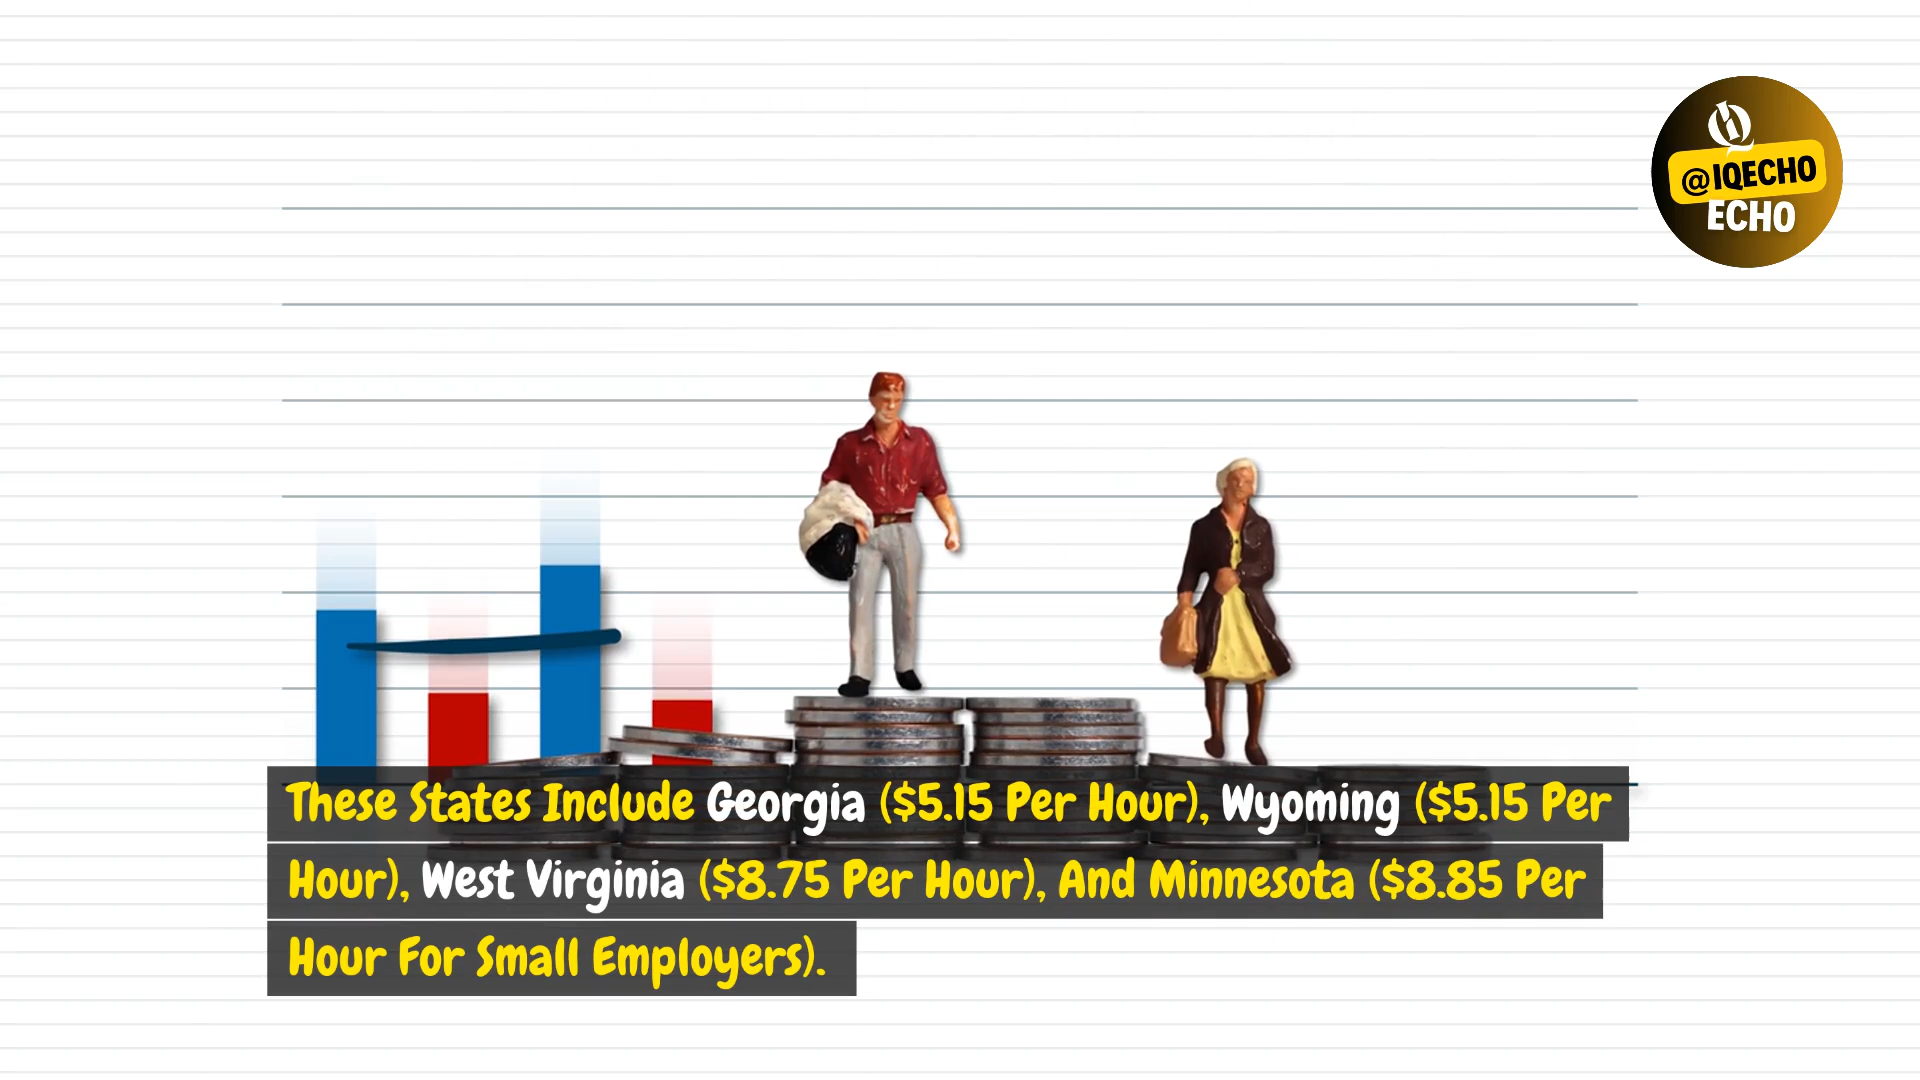 @IQECHO
ECHO
These States Include Georgia ($5.15 Per Hour), Wyoming ($5.15 Per
Hour), West Virginia ($8.75 Per Hour), And Minnesota ($8.85 Per
Hour For Small Employers).